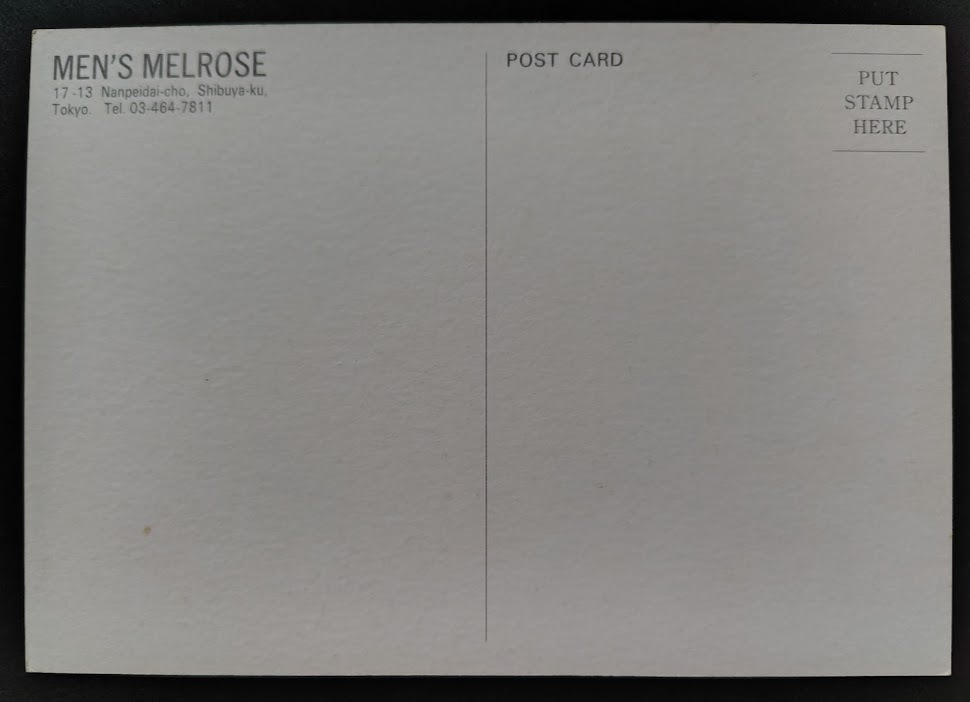 MEN'S MELROSE
17-13 Nanpeidai-cho, Shibuya-ku,
Tokyo. Tel. 03-464-7811
POST CARD
PUT
STAMP
HERE